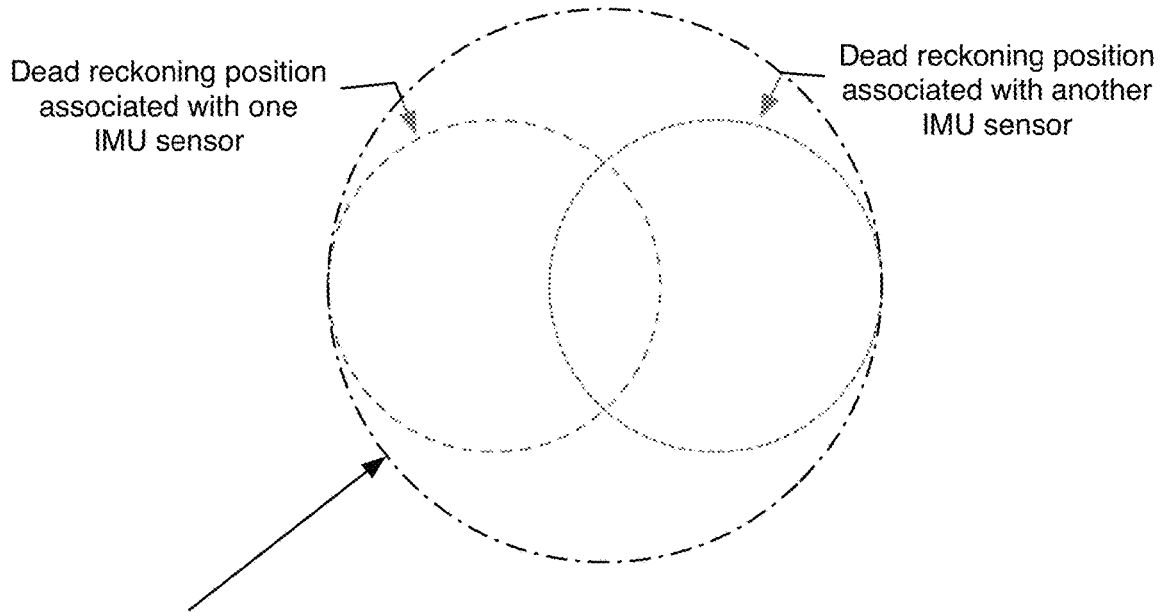 Dead reckoning position
associated with one
IMU sensor
Dead reckoning position
associated with another
IMU sensor